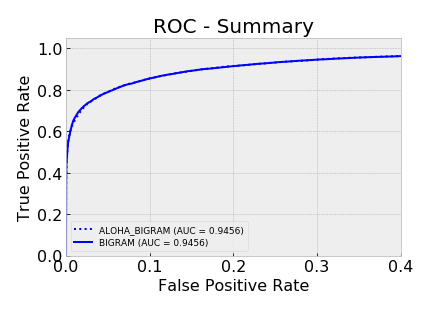 ROC - Summary
True Positive Rate
1.0
0.8
0.6
0.4
0.2
0.0
ALOHA_BIGRAM (AUC = 0.9456)
BIGRAM (AUC = 0.9456)
0.0 0.1 0.2 0.3 0.4
False Positive Rate